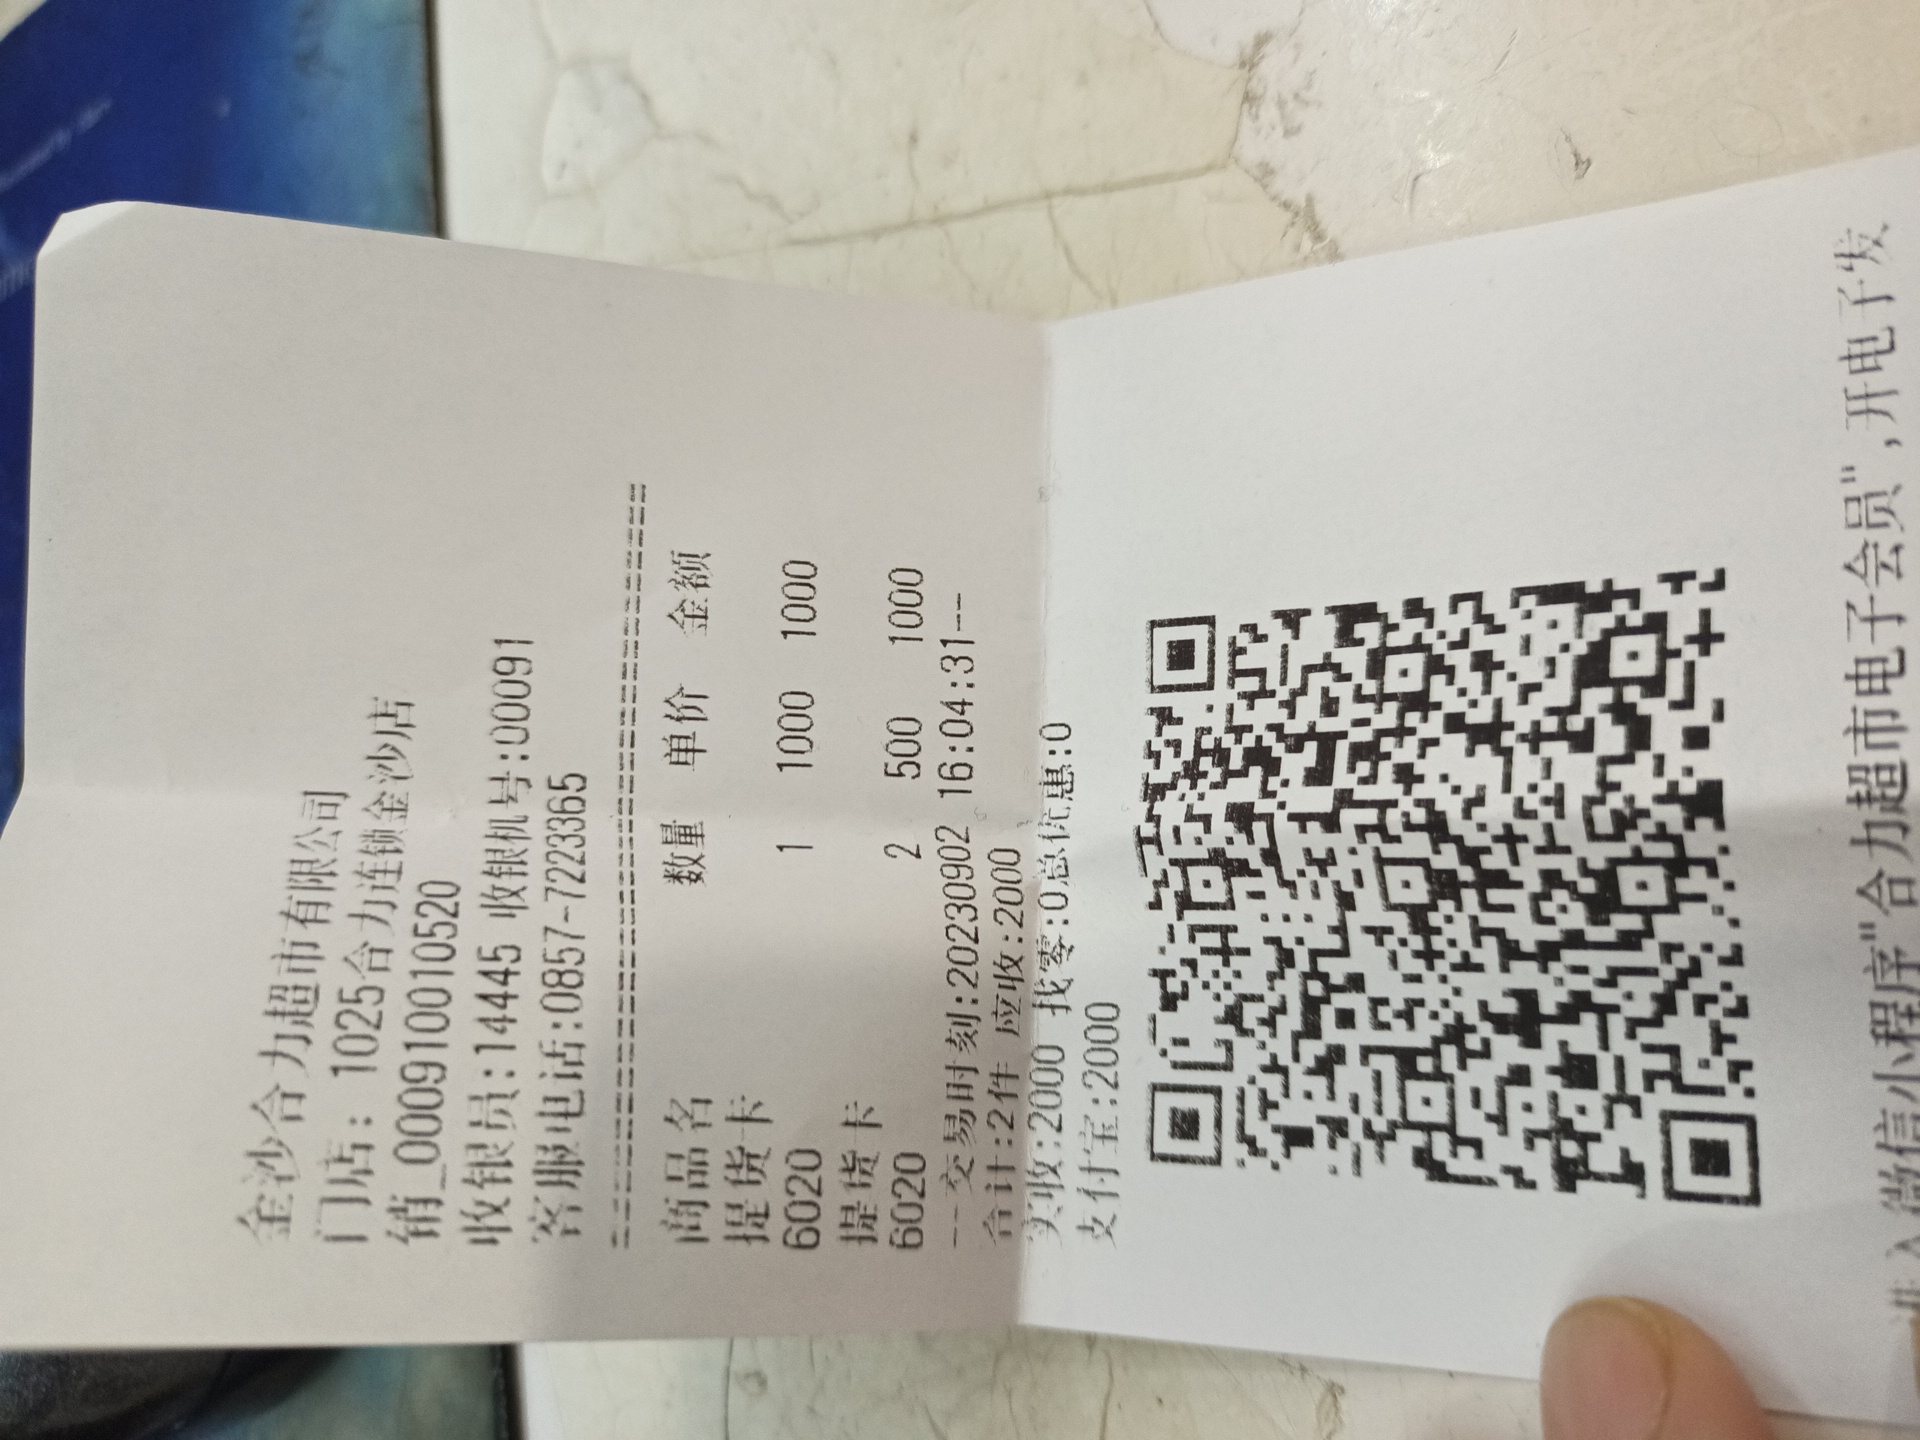 金沙合力超市有限公司
门店: 1025合力连锁金沙店
销_00091001010520
收银员:14445 收银机号:00091
客服电话:0857-7223365
商品名 数量 单价 金额
提货卡
6020 1 1000 1000
提货卡
6020 2 500 1000
--交易时刻:20230902 16:04:31--
合计:2件 应收:2000
实收:2000 找零:0总优惠:0
支付宝:2000
进入微信小程序"合力超市电子会员",开电子发